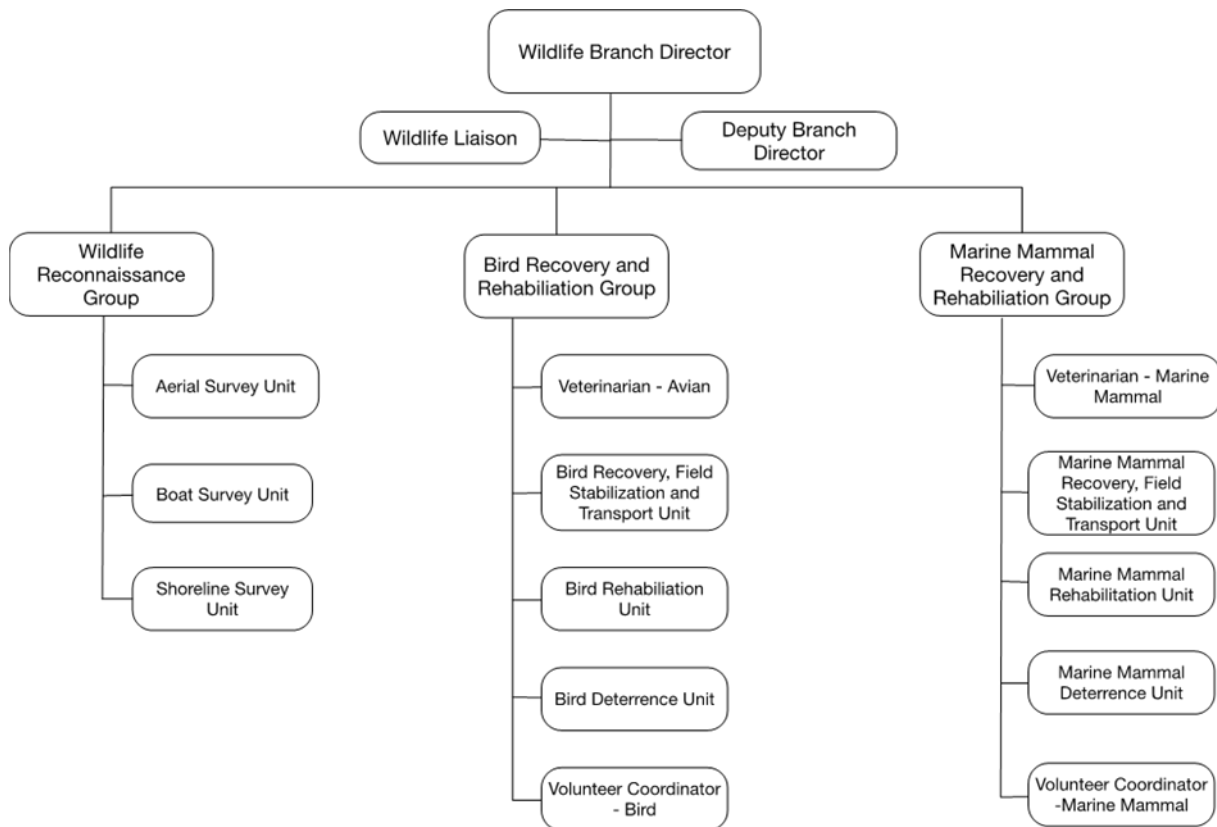 Wildlife Branch Director
Wildlife Liaison
Deputy Branch
Director
Wildlife
Reconnaissance
Group
Bird Recovery and
Rehabiliation Group
Marine Mammal
Recovery and
Rehabiliation Group
Aerial Survey Unit
Boat Survey Unit
Shoreline Survey
Unit
Veterinarian - Avian
Bird Recovery, Field
Stabilization and
Transport Unit
Bird Rehabiliation
Unit
Bird Deterrence Unit
Volunteer Coordinator
- Bird
Veterinarian - Marine
Mammal
Marine Mammal
Recovery, Field
Stabilization and
Transport Unit
Marine Mammal
Rehabilitation Unit
Marine Mammal
Deterrence Unit
Volunteer Coordinator
-Marine Mammal